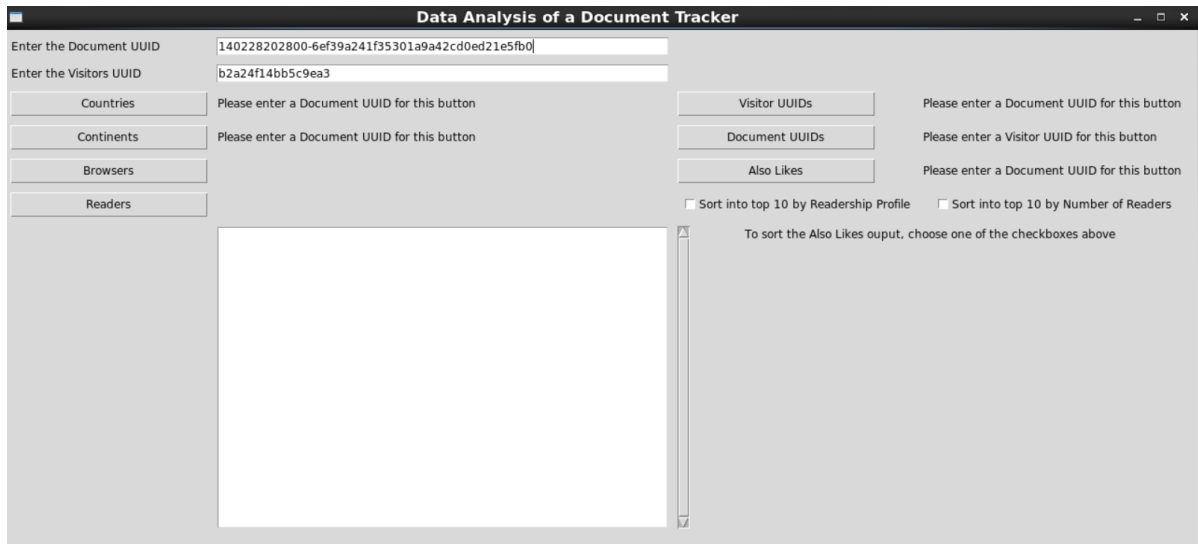 Data Analysis of a Document Tracker
Enter the Document UUID 140228202800-6ef39a241f35301a9a42cd0ed21e5fb0
Enter the Visitors UUID b2a24f14bb5c9ea3
Countries Please enter a Document UUID for this button Visitor UUIDs Please enter a Document UUID for this button
Continents Please enter a Document UUID for this button Document UUIDs Please enter a Visitor UUID for this button
Browsers Also Likes Please enter a Document UUID for this button
Readers Sort into top 10 by Readership Profile Sort into top 10 by Number of Readers
To sort the Also Likes ouput, choose one of the checkboxes above